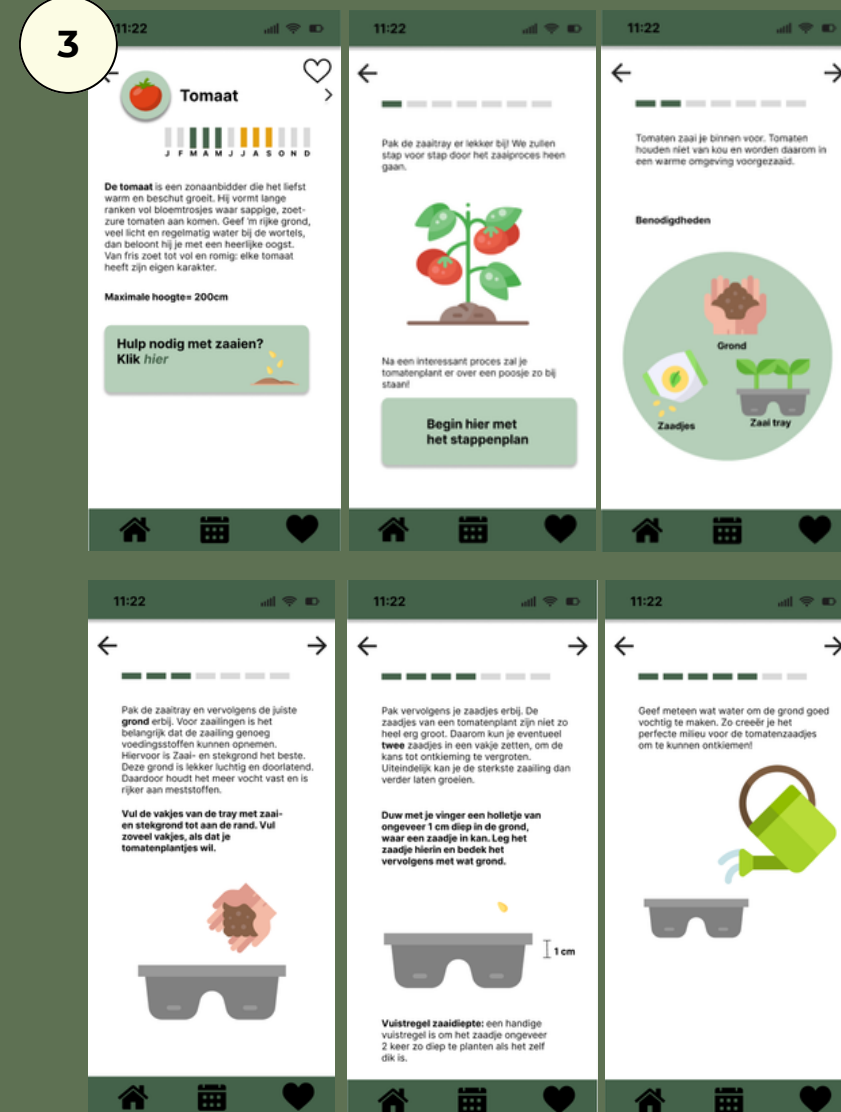 3
11:22
Tomaat
J F M A M J J A S O N D
De tomaat is een zonaanbidder die het liefst
warm en beschut groeit. Hij vormt lange
ranken vol bloemtrosjes waar sappige, zoet-
zure tomaten aan komen. Geef 'm rijke grond,
veel licht en regelmatig water bij de wortels,
dan beloont hij je met een heerlijke oogst.
Van fris zoet tot vol en romig: elke tomaat
heeft zijn eigen karakter.
Maximale hoogte= 200cm
Hulp nodig met zaaien?
Klik hier
11:22
Pak de zaaitray er lekker bij! We zullen
stap voor stap door het zaaiproces heen
gaan.
Na een interessant proces zal je
tomatenplant er over een poosje zo bij
staan!
Begin hier met
het stappenplan
11:22
Tomaten zaai je binnen voor. Tomaten
houden niet van kou en worden daarom in
een warme omgeving voorgezaaid.
Benodigdheden
Grond
Zaadjes
Zaai tray
11:22
Pak de zaaitray en vervolgens de juiste
grond erbij. Voor zaailingen is het
belangrijk dat de zaailing genoeg
voedingsstoffen kunnen opnemen.
Hiervoor is Zaai- en stekgrond het beste.
Deze grond is lekker luchtig en doorlatend.
Daardoor houdt het meer vocht vast en is
rijker aan meststoffen.
Vul de vakjes van de tray met zaai-
en stekgrond tot aan de rand. Vul
zoveel vakjes, als dat je
tomatenplantjes wil.
11:22
Pak vervolgens je zaadjes erbij. De
zaadjes van een tomatenplant zijn niet zo
heel erg groot. Daarom kun je eventueel
twee zaadjes in een vakje zetten, om de
kans tot ontkieming te vergroten.
Uiteindelijk kan je de sterkste zaailing dan
verder laten groeien.
Duw met je vinger een holletje van
ongeveer 1 cm diep in de grond,
waar een zaadje in kan. Leg het
zaadje hierin en bedek het
vervolgens met wat grond.
1 cm
Vuistregel zaaidiepte: een handige
vuistregel is om het zaadje ongeveer
2 keer zo diep te planten als het zelf
dik is.
11:22
Geef meteen wat water om de grond goed
vochtig te maken. Zo creeër je het
perfecte milieu voor de tomatenzaadjes
om te kunnen ontkiemen!